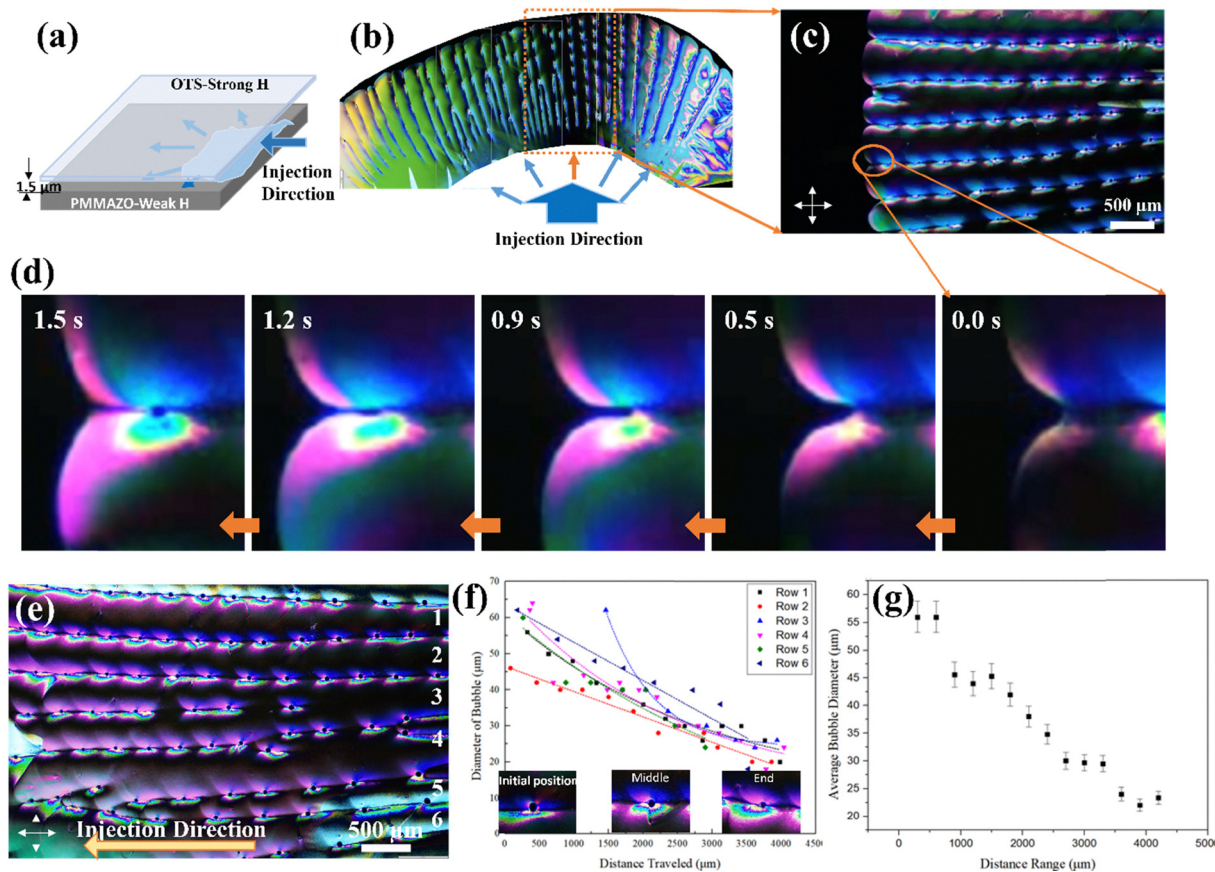 (a)
OTS-Strong H
Injection
Direction
1.5 µm
PMMAZO-Weak H
(b)
Injection Direction
(c)
500 µm
(d)
1.5 s
1.2 s
0.9 s
0.5 s
0.0 s
(e)
1
2
3
4
5
6
Injection Direction
500 µm
(f)
Diameter of Bubble (µm)
70
60
50
40
30
20
10
0
Row 1
Row 2
Row 3
Row 4
Row 5
Row 6
Initial position
Middle
End
0 500 1000 1500 2000 2500 3000 3500 4000 450
Distance Traveled (µm)
(g)
Average Bubble Diameter (µm)
60
55
50
45
40
35
30
25
20
0 1000 2000 3000 4000 5000
Distance Range (µm)